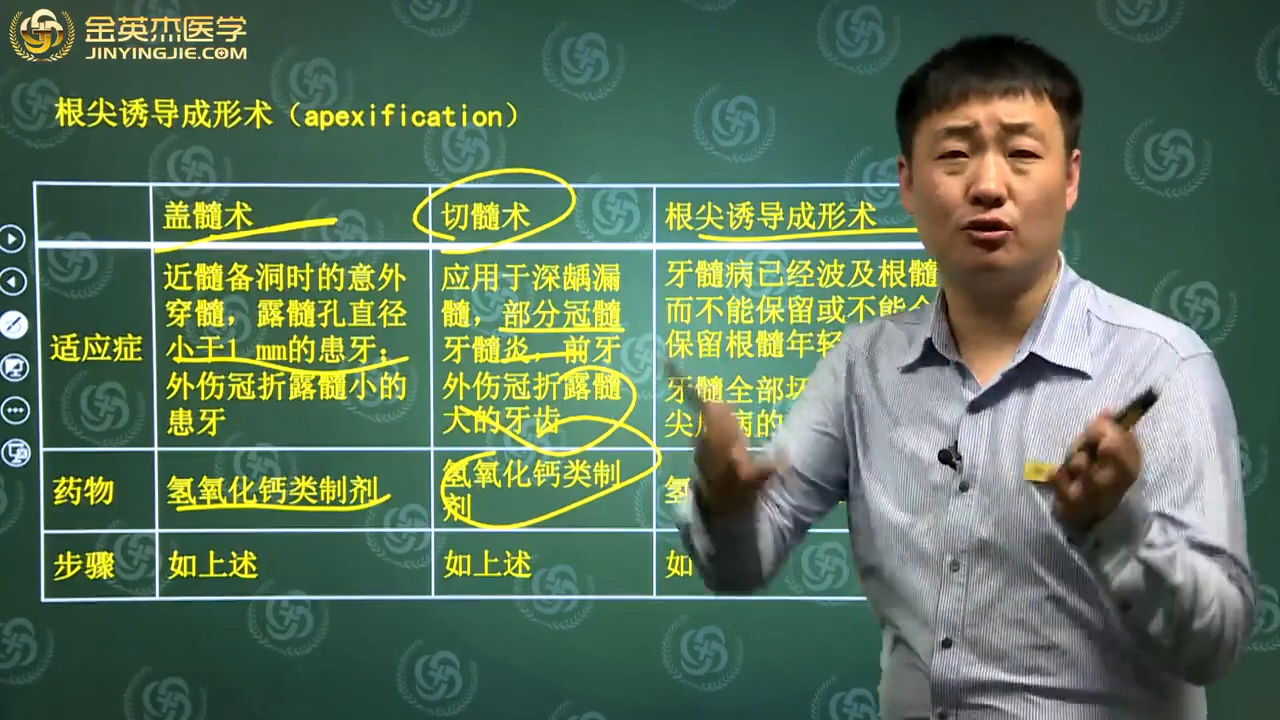 金英杰医学
JINYINGJIE.COM
根尖诱导成形术（apexification）
盖髓术
切髓术
根尖诱导成形术
适应症
近髓备洞时的意外
穿髓，露髓孔直径
小于1 mm的患牙；
外伤冠折露髓小的
患牙
应用于深龋漏
髓，部分冠髓
牙髓炎，前牙
外伤冠折露髓
大的牙齿
牙髓病已经波及根髓
而不能保留或不能
保留根髓年轻
牙髓全部坏
尖周病的
药物
氢氧化钙类制剂
氢氧化钙类制
剂
氢
步骤
如上述
如上述
如